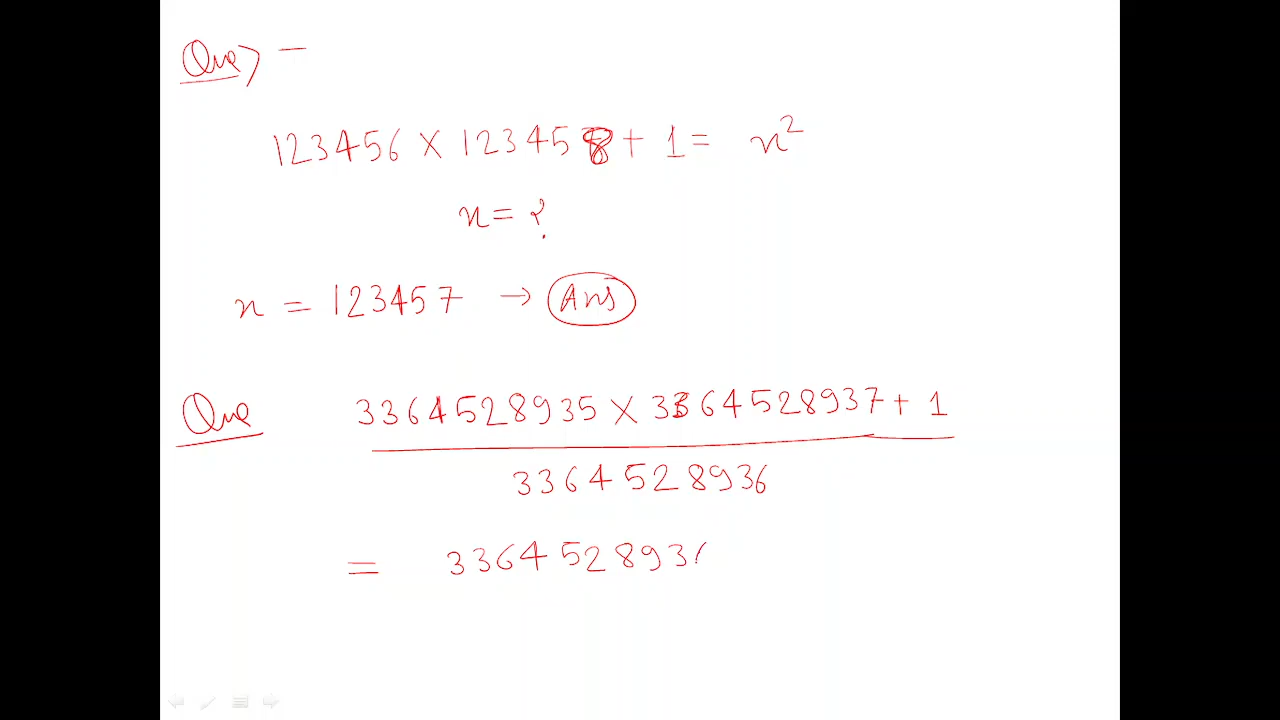 Que) -
123456 × 123458 + 1 = x²
x = ?
x = 123457 → Ans
Que 3364528935 × 3364528937 + 1
3364528936
= 336452893